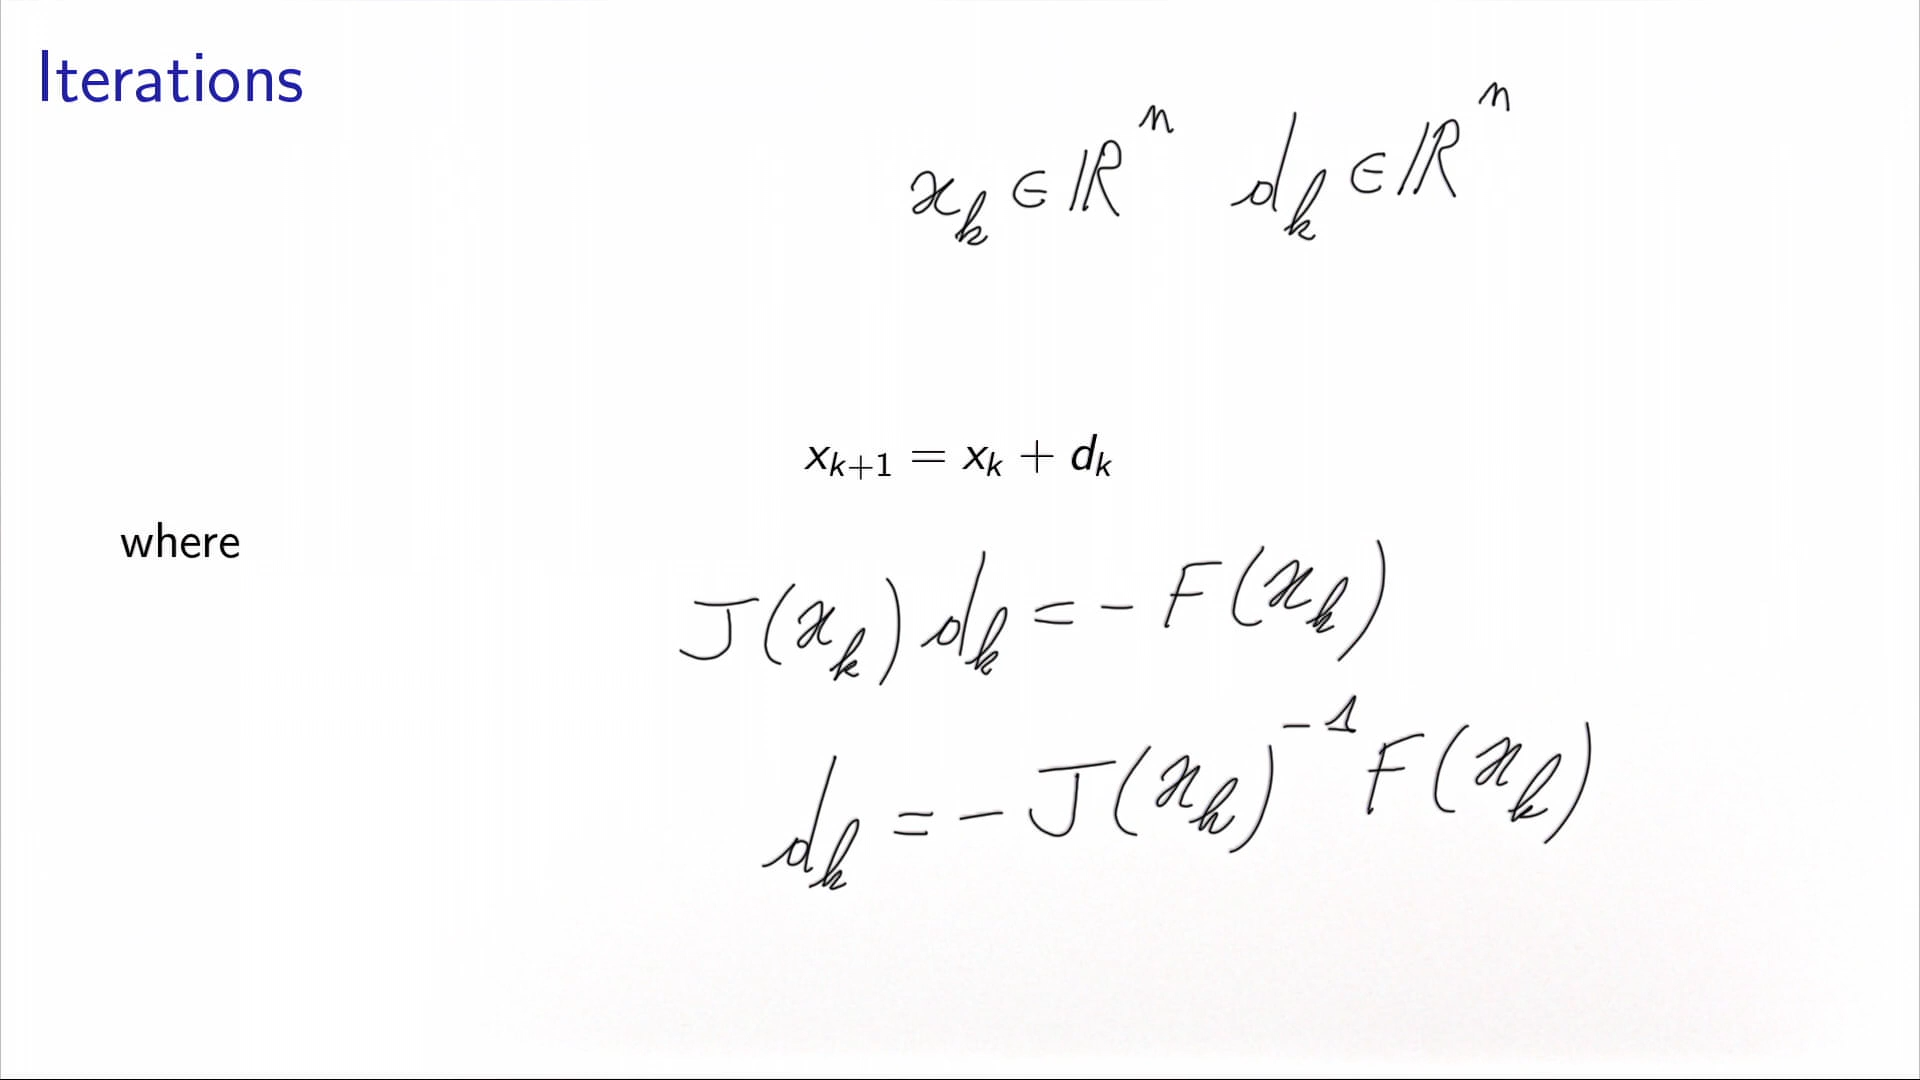 Iterations
x_k ∈ ℝ^n  d_k ∈ ℝ^n
x_{k+1} = x_k + d_k
where
J(x_k) d_k = - F(x_k)
d_k = - J(x_k)^{-1} F(x_k)